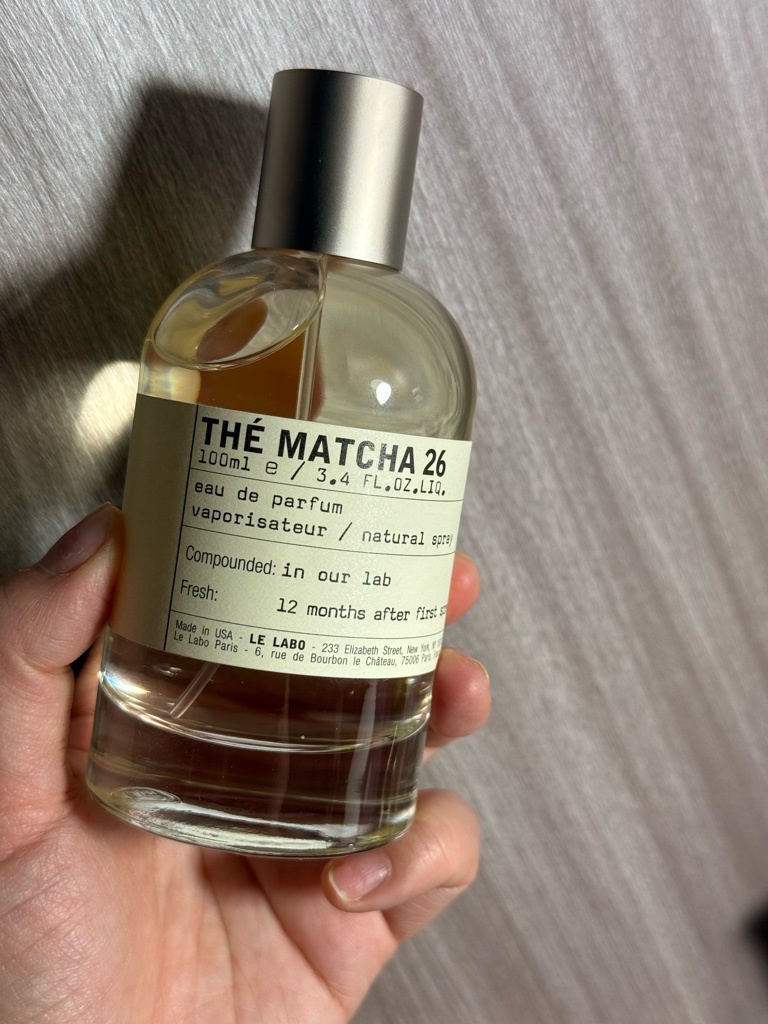 THÉ MATCHA 26
100ml e / 3.4 FL.OZ.LIQ.
eau de parfum
vaporisateur / natural spray
Compounded: in our lab
Fresh: 12 months after first
Made in USA - LE LABO - 233 Elizabeth Street, New York,
Le Labo Paris - 6, rue de Bourbon le Château, 75006 Paris,